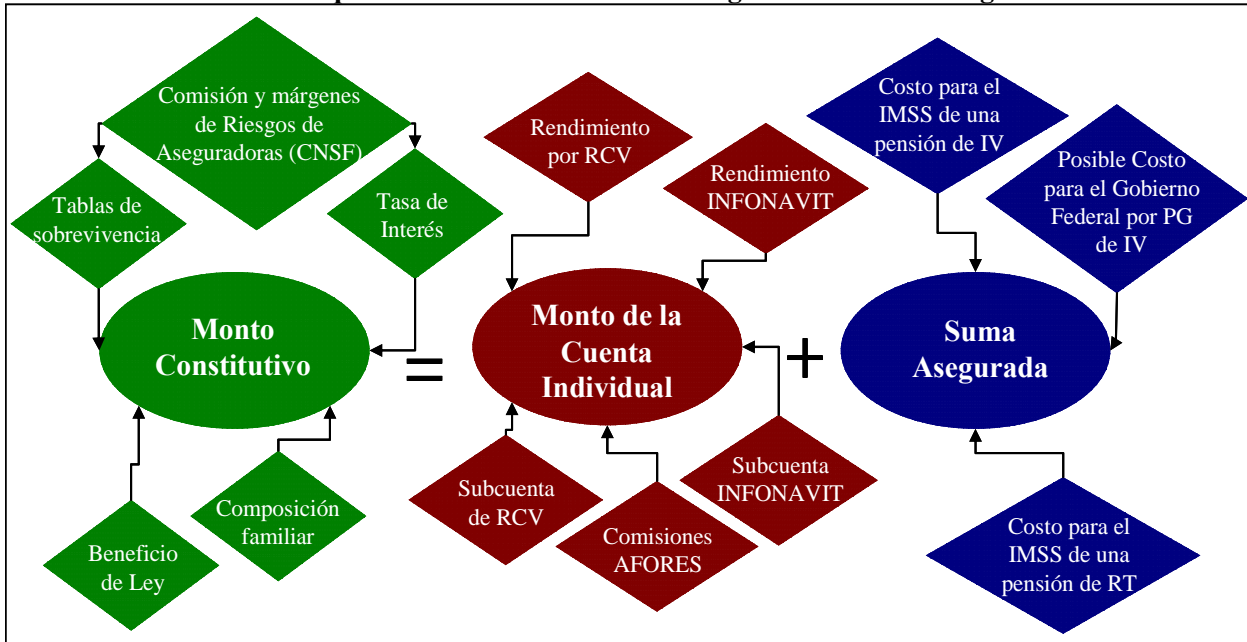 Comisión y márgenes
de Riesgos de
Aseguradoras (CNSF)
Tablas de
sobrevivencia
Tasa de
Interés
Monto
Constitutivo
Beneficio
de Ley
Composición
familiar
=
Rendimiento
por RCV
Rendimiento
INFONAVIT
Monto de la
Cuenta
Individual
Subcuenta
de RCV
Comisiones
AFORES
Subcuenta
INFONAVIT
+
Costo para el
IMSS de una
pensión de IV
Posible Costo
para el Gobierno
Federal por PG
de IV
Suma
Asegurada
Costo para el
IMSS de una
pensión de RT